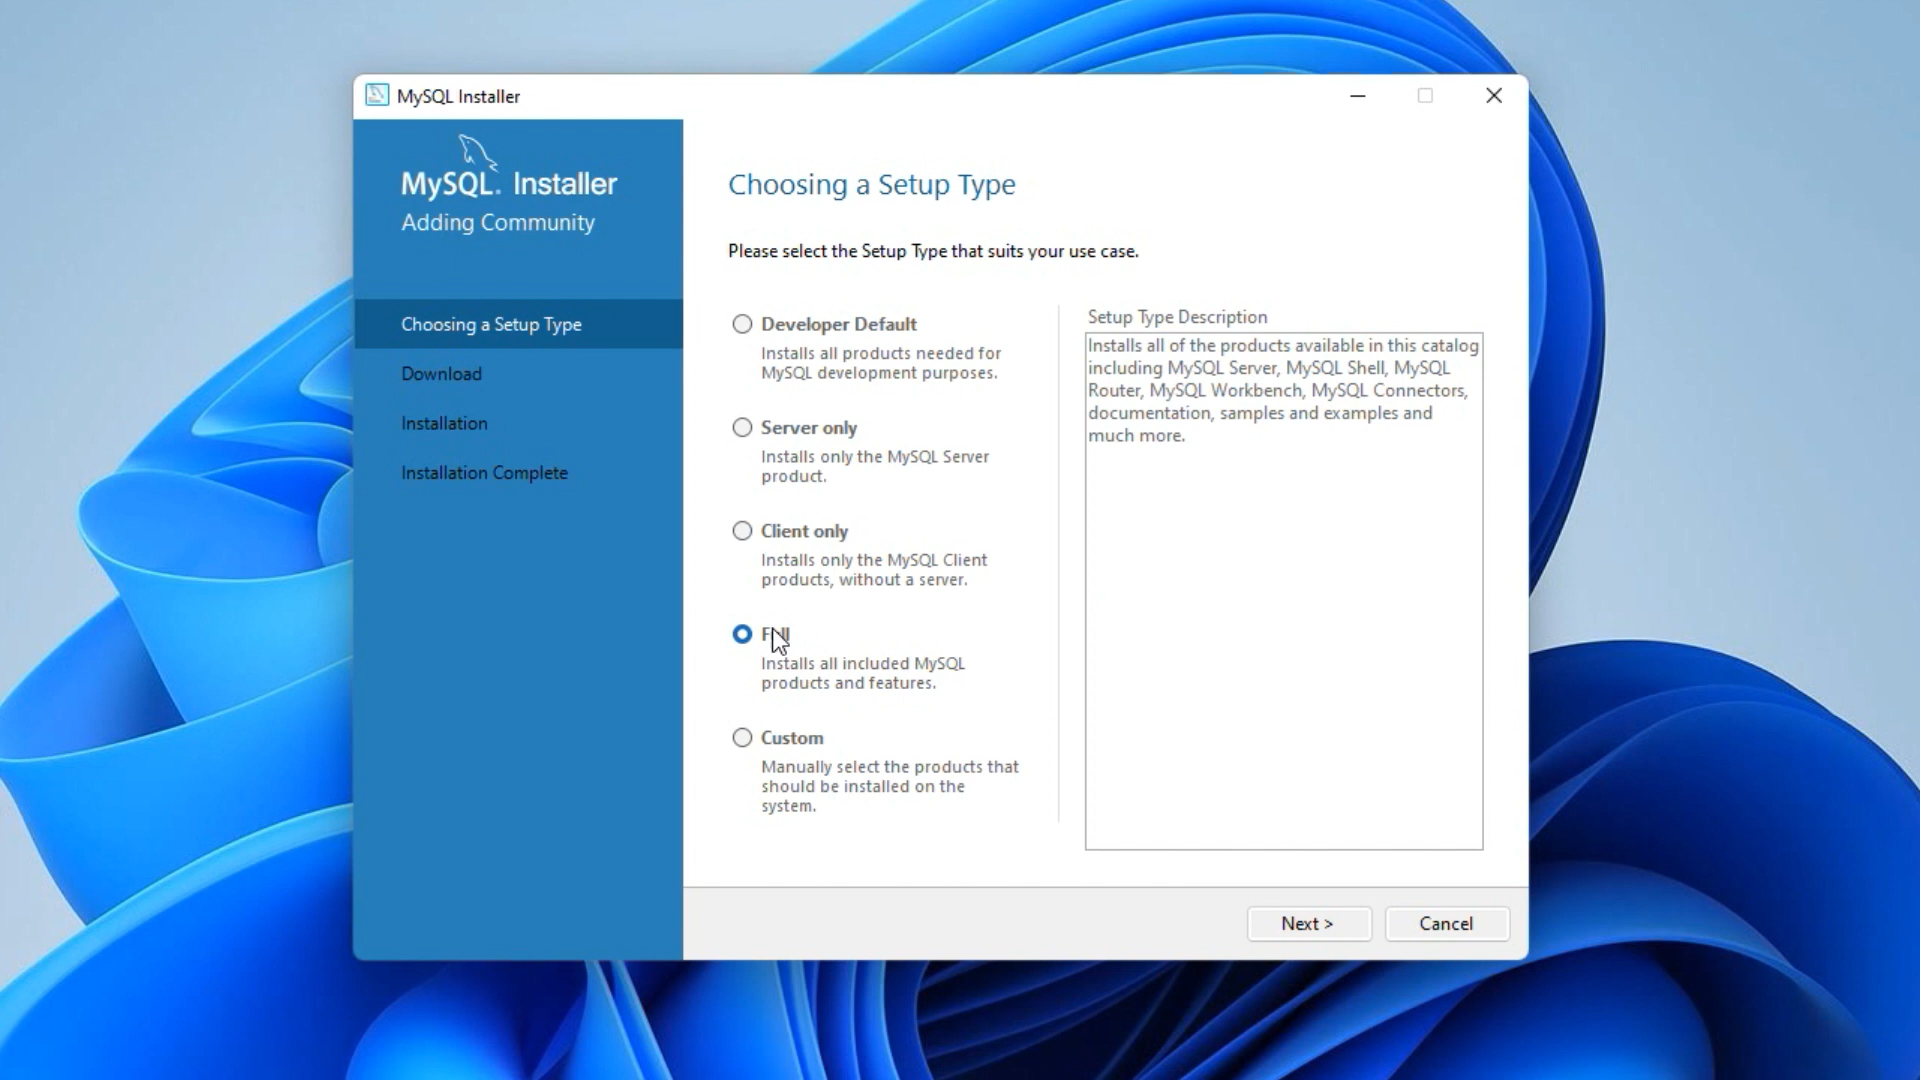 MySQL Installer
MySQL. Installer
Adding Community
Choosing a Setup Type
Download
Installation
Installation Complete
Choosing a Setup Type
Please select the Setup Type that suits your use case.
Developer Default
Installs all products needed for
MySQL development purposes.
Server only
Installs only the MySQL Server
product.
Client only
Installs only the MySQL Client
products, without a server.
Full
Installs all included MySQL
products and features.
Custom
Manually select the products that
should be installed on the
system.
Setup Type Description
Installs all of the products available in this catalog
including MySQL Server, MySQL Shell, MySQL
Router, MySQL Workbench, MySQL Connectors,
documentation, samples and examples and
much more.
Next >
Cancel